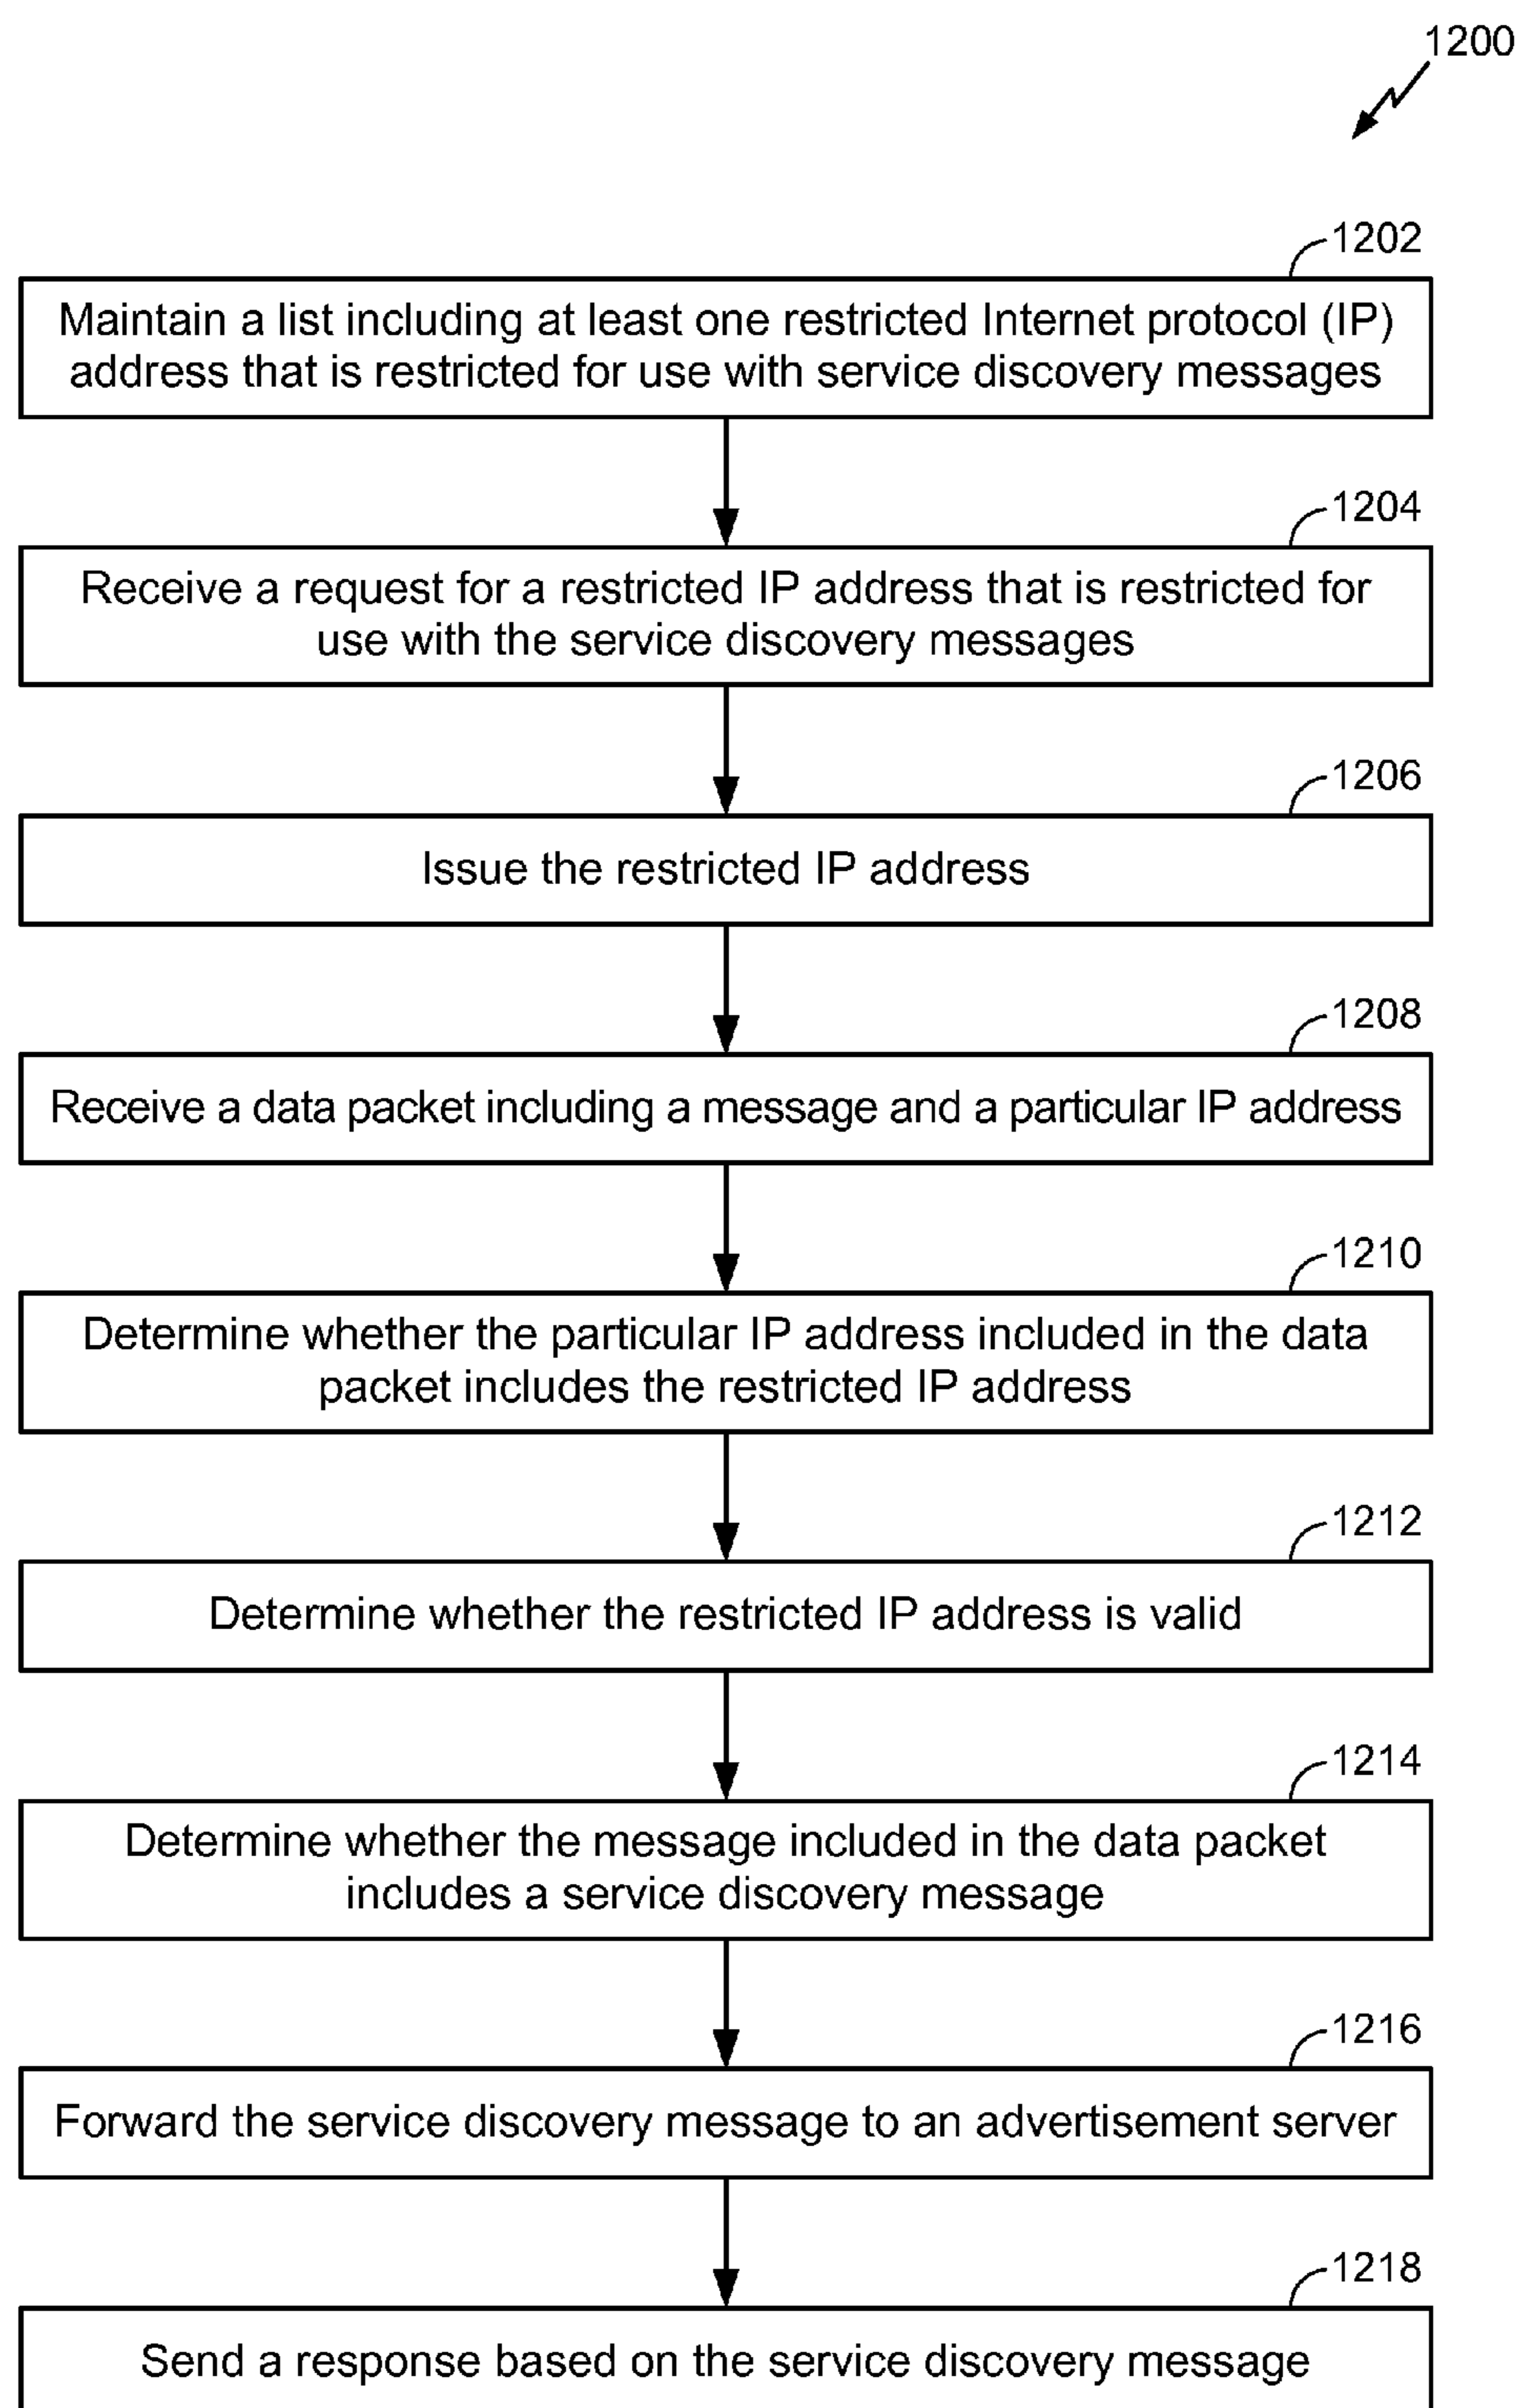 1200
1202
Maintain a list including at least one restricted Internet protocol (IP)
address that is restricted for use with service discovery messages
1204
Receive a request for a restricted IP address that is restricted for
use with the service discovery messages
1206
Issue the restricted IP address
1208
Receive a data packet including a message and a particular IP address
1210
Determine whether the particular IP address included in the data
packet includes the restricted IP address
1212
Determine whether the restricted IP address is valid
1214
Determine whether the message included in the data packet
includes a service discovery message
1216
Forward the service discovery message to an advertisement server
1218
Send a response based on the service discovery message